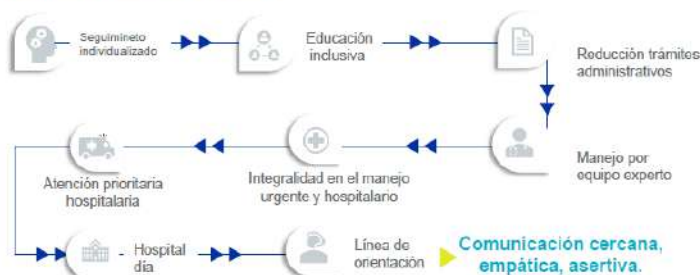 Seguimineto
individualizado
Educación
inclusiva
Reducción trámites
administrativos
Manejo por
equipo experto
Integralidad en el manejo
urgente y hospitalario
Atención prioritaria
hospitalaria
Hospital
día
Línea de
orientación
Comunicación cercana,
empática, asertiva.